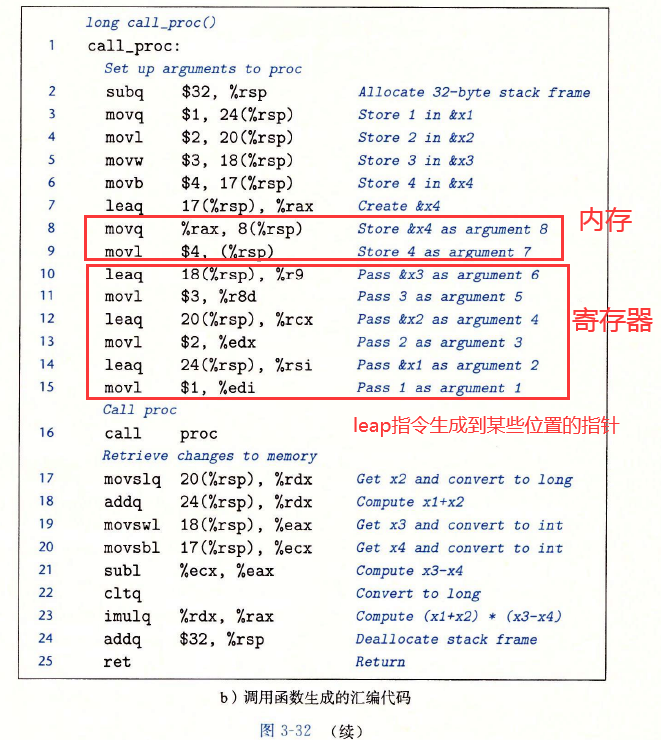 long call_proc()
1 call_proc:
Set up arguments to proc
2 subq $32, %rsp Allocate 32-byte stack frame
3 movq $1, 24(%rsp) Store 1 in &x1
4 movl $2, 20(%rsp) Store 2 in &x2
5 movw $3, 18(%rsp) Store 3 in &x3
6 movb $4, 17(%rsp) Store 4 in &x4
7 leaq 17(%rsp), %rax Create &x4
8 movq %rax, 8(%rsp) Store &x4 as argument 8
内存
9 movl $4, (%rsp) Store 4 as argument 7
10 leaq 18(%rsp), %r9 Pass &x3 as argument 6
11 movl $3, %r8d Pass 3 as argument 5
12 leaq 20(%rsp), %rcx Pass &x2 as argument 4
寄存器
13 movl $2, %edx Pass 2 as argument 3
14 leaq 24(%rsp), %rsi Pass &x1 as argument 2
15 movl $1, %edi Pass 1 as argument 1
Call proc
leap指令生成到某些位置的指针
16 call proc
Retrieve changes to memory
17 movslq 20(%rsp), %rdx Get x2 and convert to long
18 addq 24(%rsp), %rdx Compute x1+x2
19 movswl 18(%rsp), %eax Get x3 and convert to int
20 movsbl 17(%rsp), %ecx Get x4 and convert to int
21 subl %ecx, %eax Compute x3-x4
22 cltq Convert to long
23 imulq %rdx, %rax Compute (x1+x2) * (x3-x4)
24 addq $32, %rsp Deallocate stack frame
25 ret Return
b）调用函数生成的汇编代码
图 3-32 （续）